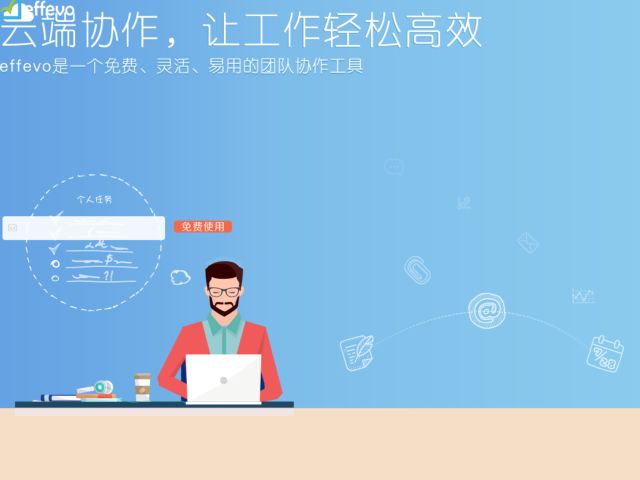 effevo
云端协作，让工作轻松高效
effevo是一个免费、灵活、易用的团队协作工具
个人任务
免费使用